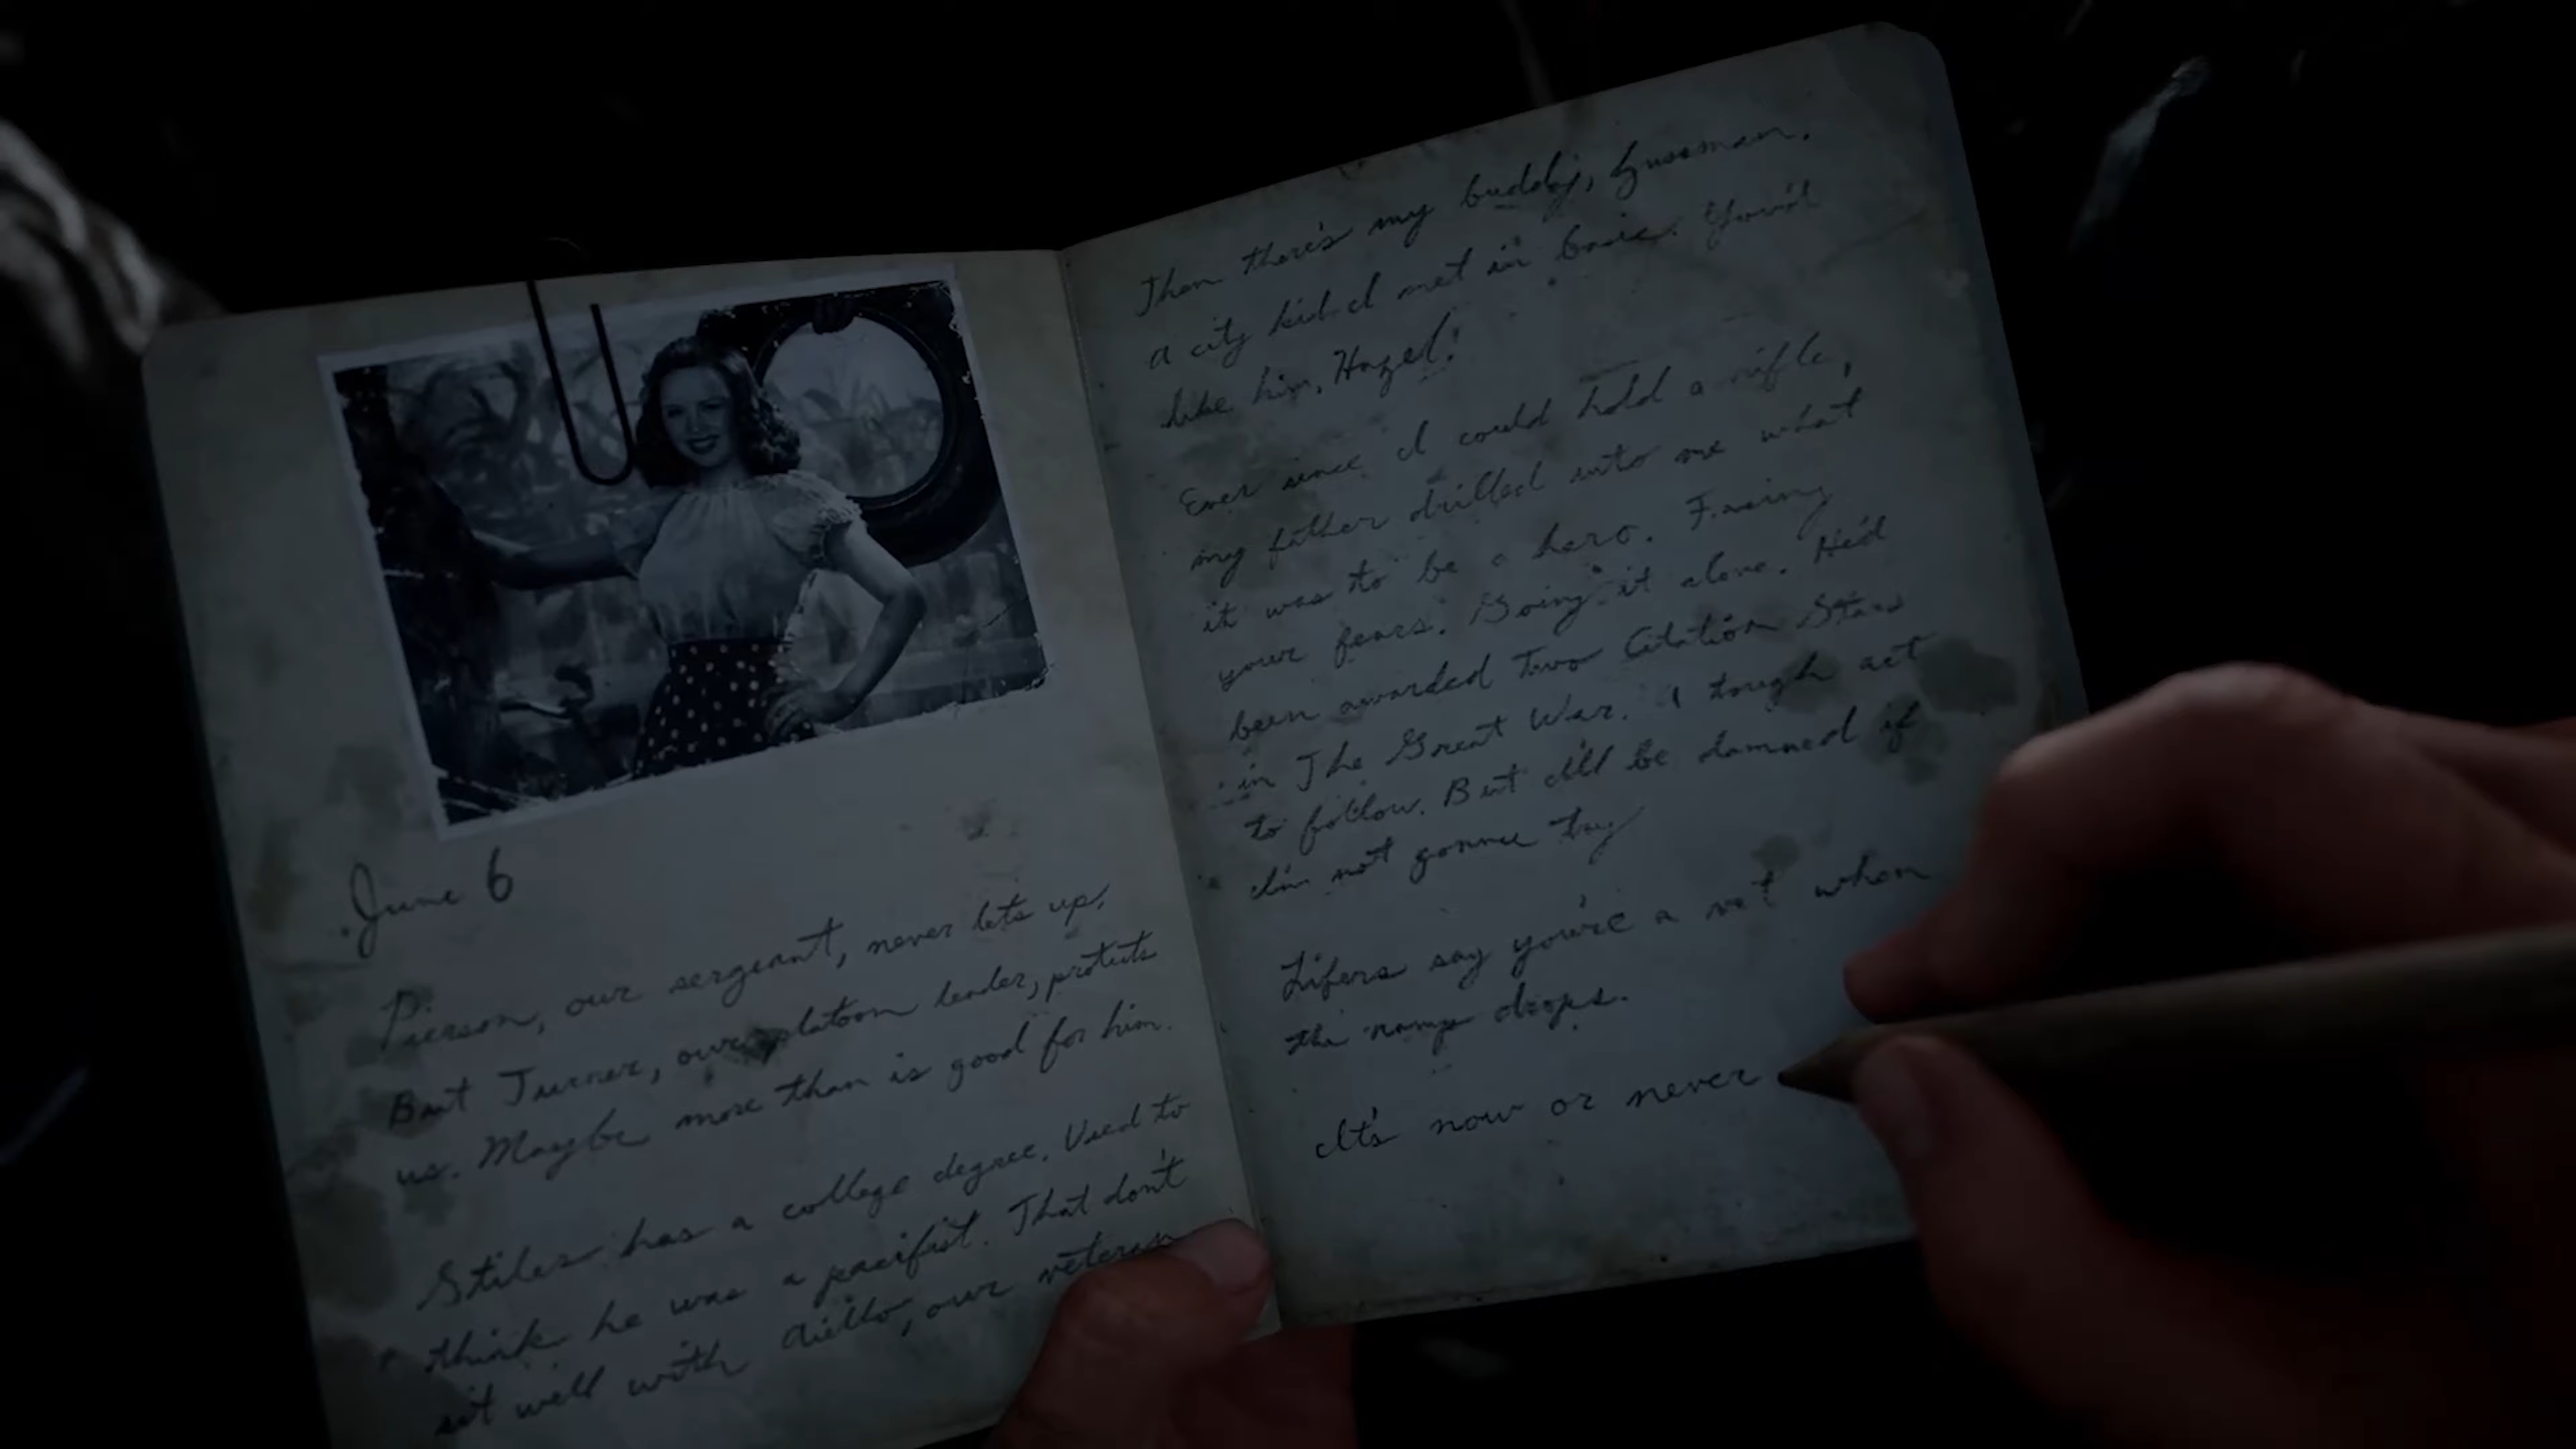 June 6
Pierson, our sergeant, never lets up.
But Turner, our platoon leader, protects
us. Maybe more than is good for him.
Stiles has a college degree. Used to
think he was a pacifist. That don't
sit well with Aiello, our veteran
Then there's my buddy, Zussman.
A city kid I met in basic. You'd
like him, Hazel!
Ever since I could hold a rifle,
my father drilled into me what
it was to be a hero. Facing
your fears. Going it alone. He'd
been awarded Two Citation Stars
in The Great War. A tough act
to follow. But I'll be damned if
I'm not gonna try
Lifers say you're a vet when
the ramp drops.
It's now or never